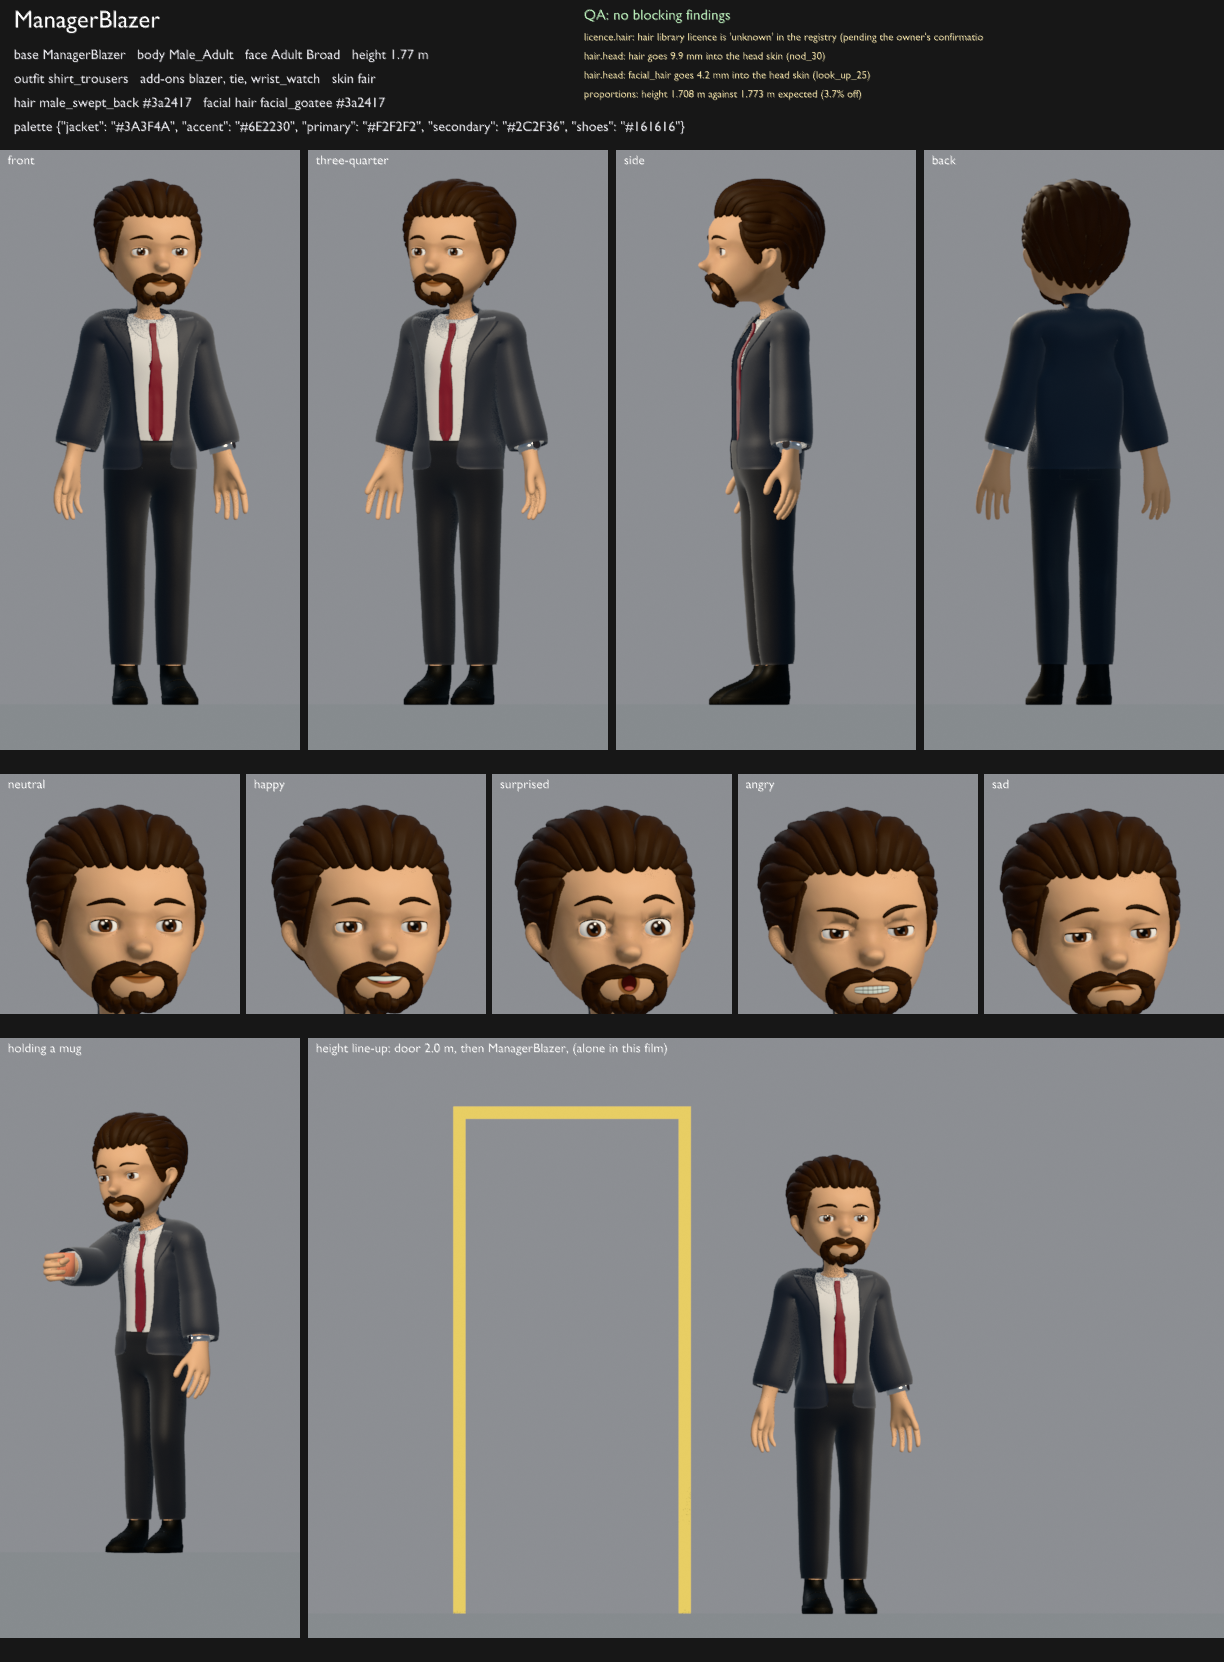 ManagerBlazer
base ManagerBlazer body Male_Adult face Adult Broad height 1.77 m
outfit shirt_trousers add-ons blazer, tie, wrist_watch skin fair
hair male_swept_back #3a2417 facial hair facial_goatee #3a2417
palette {"jacket": "#3A3F4A", "accent": "#6E2230", "primary": "#F2F2F2", "secondary": "#2C2F36", "shoes": "#161616"}
QA: no blocking findings
licence.hair: hair library licence is 'unknown' in the registry (pending the owner's confirmatio
hair.head: hair goes 9.9 mm into the head skin (nod_30)
hair.head: facial_hair goes 4.2 mm into the head skin (look_up_25)
proportions: height 1.708 m against 1.773 m expected (3.7% off)
front
three-quarter
side
back
neutral
happy
surprised
angry
sad
holding a mug
height line-up: door 2.0 m, then ManagerBlazer, (alone in this film)